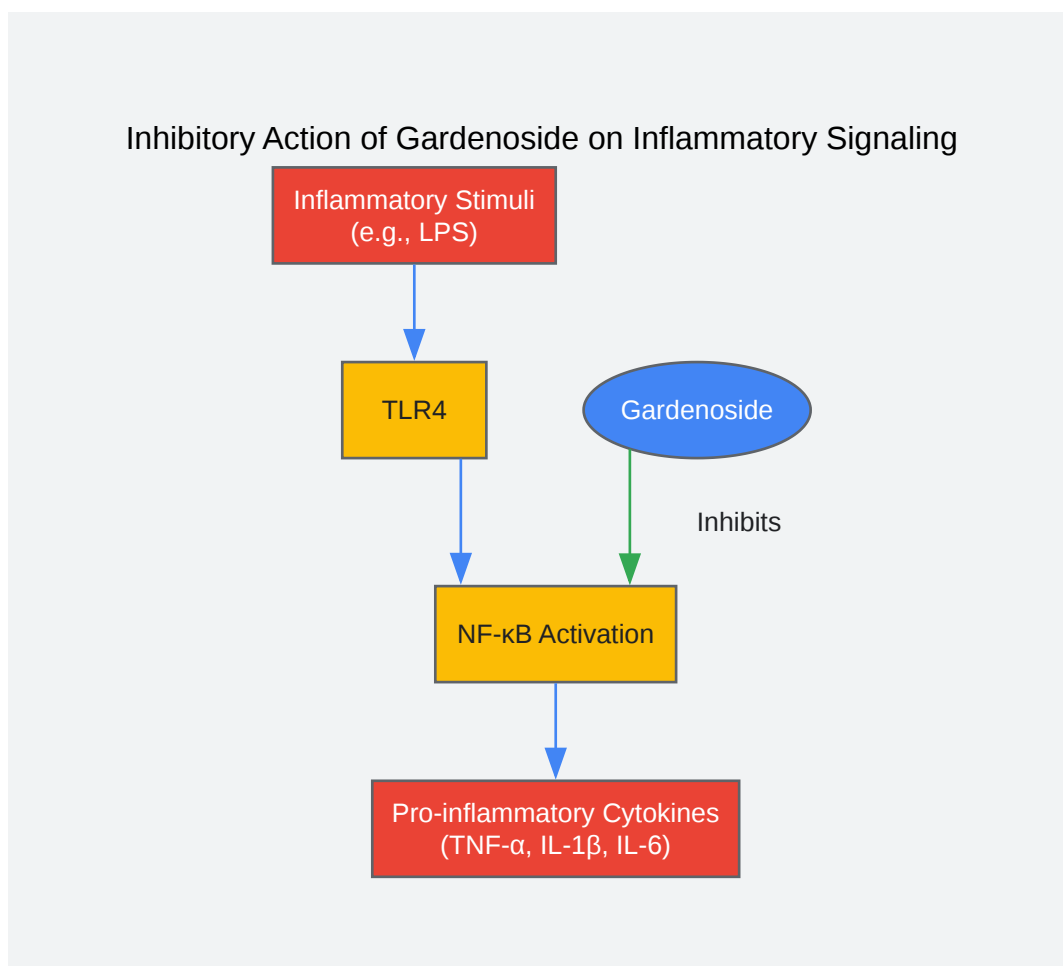 Inhibitory Action of Gardenoside on Inflammatory Signaling
Inflammatory Stimuli
(e.g., LPS)
TLR4
Gardenoside
Inhibits
NF-κB Activation
Pro-inflammatory Cytokines
(TNF-α, IL-1β, IL-6)